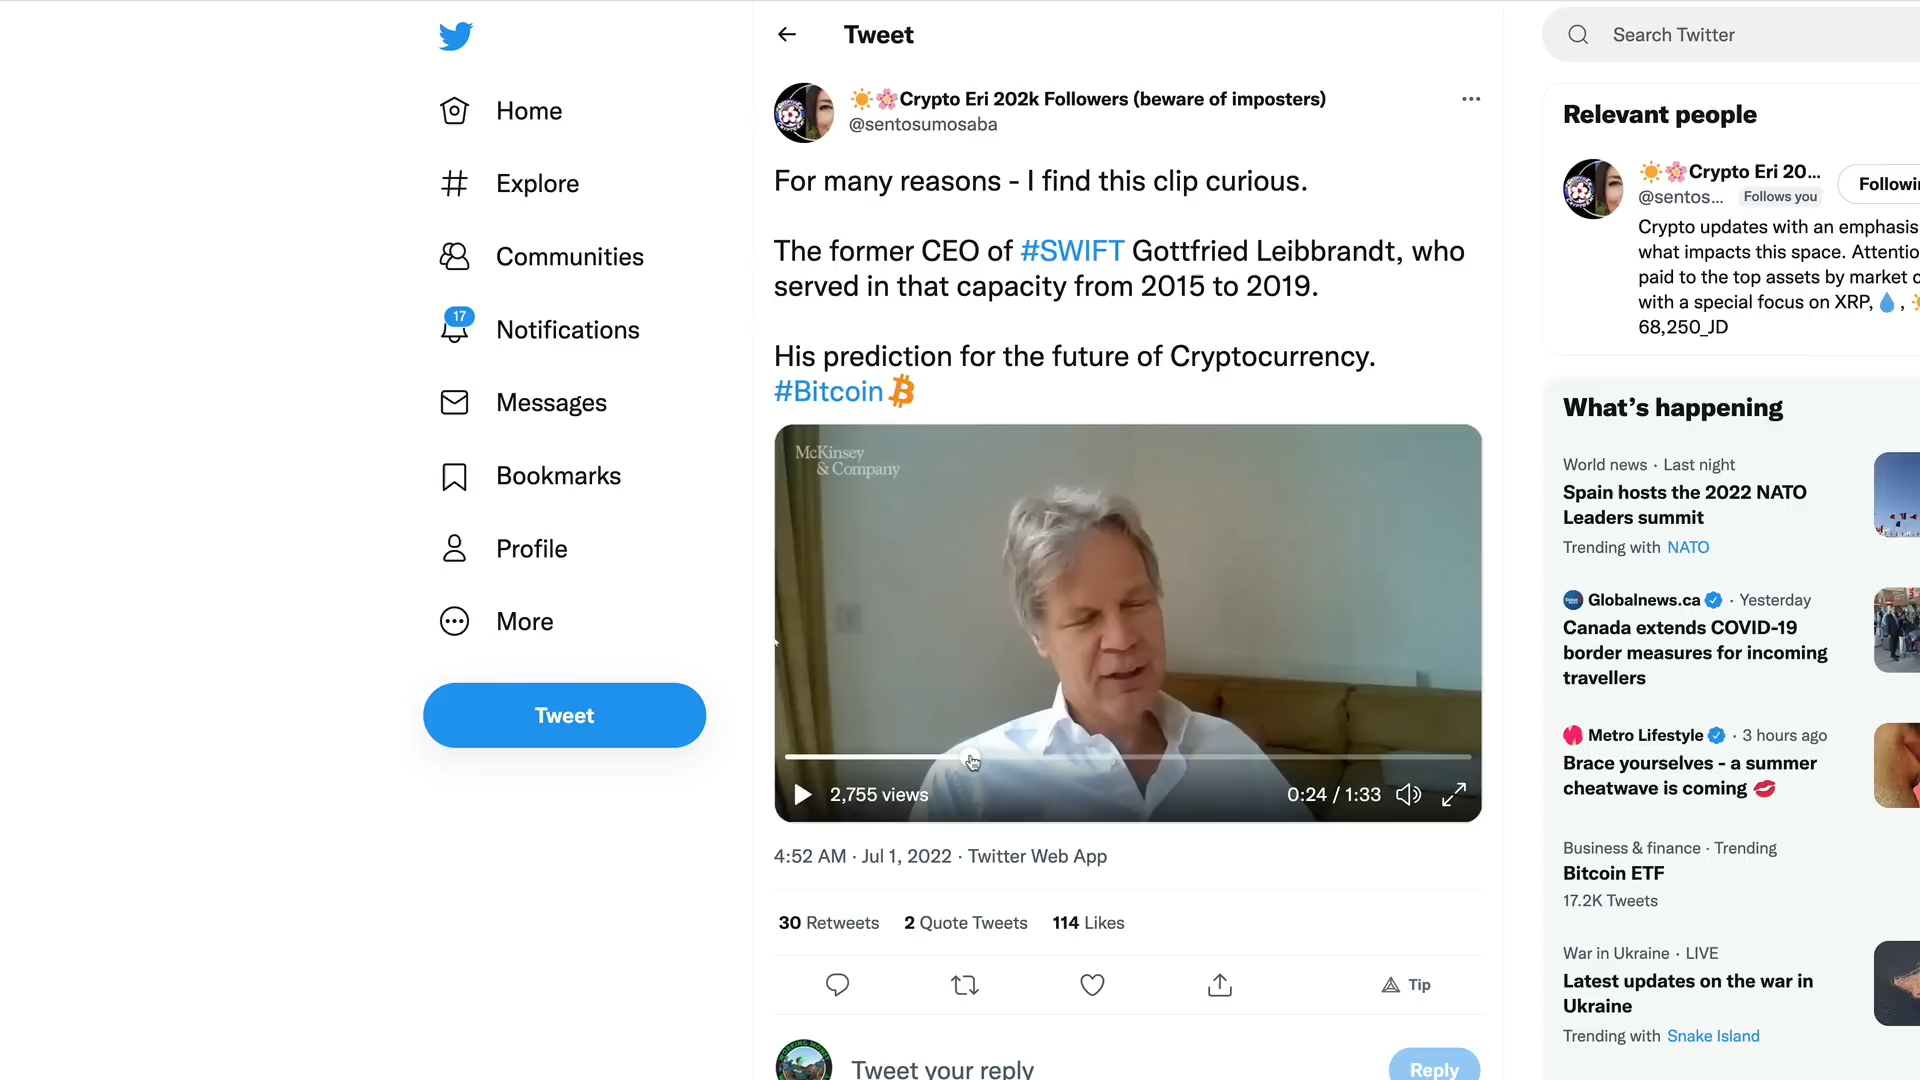 Tweet
Search Twitter
Home
Explore
Communities
17
Notifications
Messages
Bookmarks
Profile
More
Tweet
☀️🌸Crypto Eri 202k Followers (beware of imposters)
@sentosumosaba
For many reasons - I find this clip curious.
The former CEO of #SWIFT Gottfried Leibbrandt, who
served in that capacity from 2015 to 2019.
His prediction for the future of Cryptocurrency.
#Bitcoin
McKinsey
& Company
2,755 views
0:24 / 1:33
4:52 AM · Jul 1, 2022 · Twitter Web App
30 Retweets 2 Quote Tweets 114 Likes
Tip
Tweet your reply
Reply
Relevant people
☀️🌸Crypto Eri 20...
@sentos... Follows you
Followin
Crypto updates with an emphasis
what impacts this space. Attentio
paid to the top assets by market c
with a special focus on XRP, 💧,
68,250_JD
What's happening
World news · Last night
Spain hosts the 2022 NATO
Leaders summit
Trending with NATO
Globalnews.ca · Yesterday
Canada extends COVID-19
border measures for incoming
travellers
Metro Lifestyle · 3 hours ago
Brace yourselves - a summer
cheatwave is coming 💋
Business & finance · Trending
Bitcoin ETF
17.2K Tweets
War in Ukraine · LIVE
Latest updates on the war in
Ukraine
Trending with Snake Island